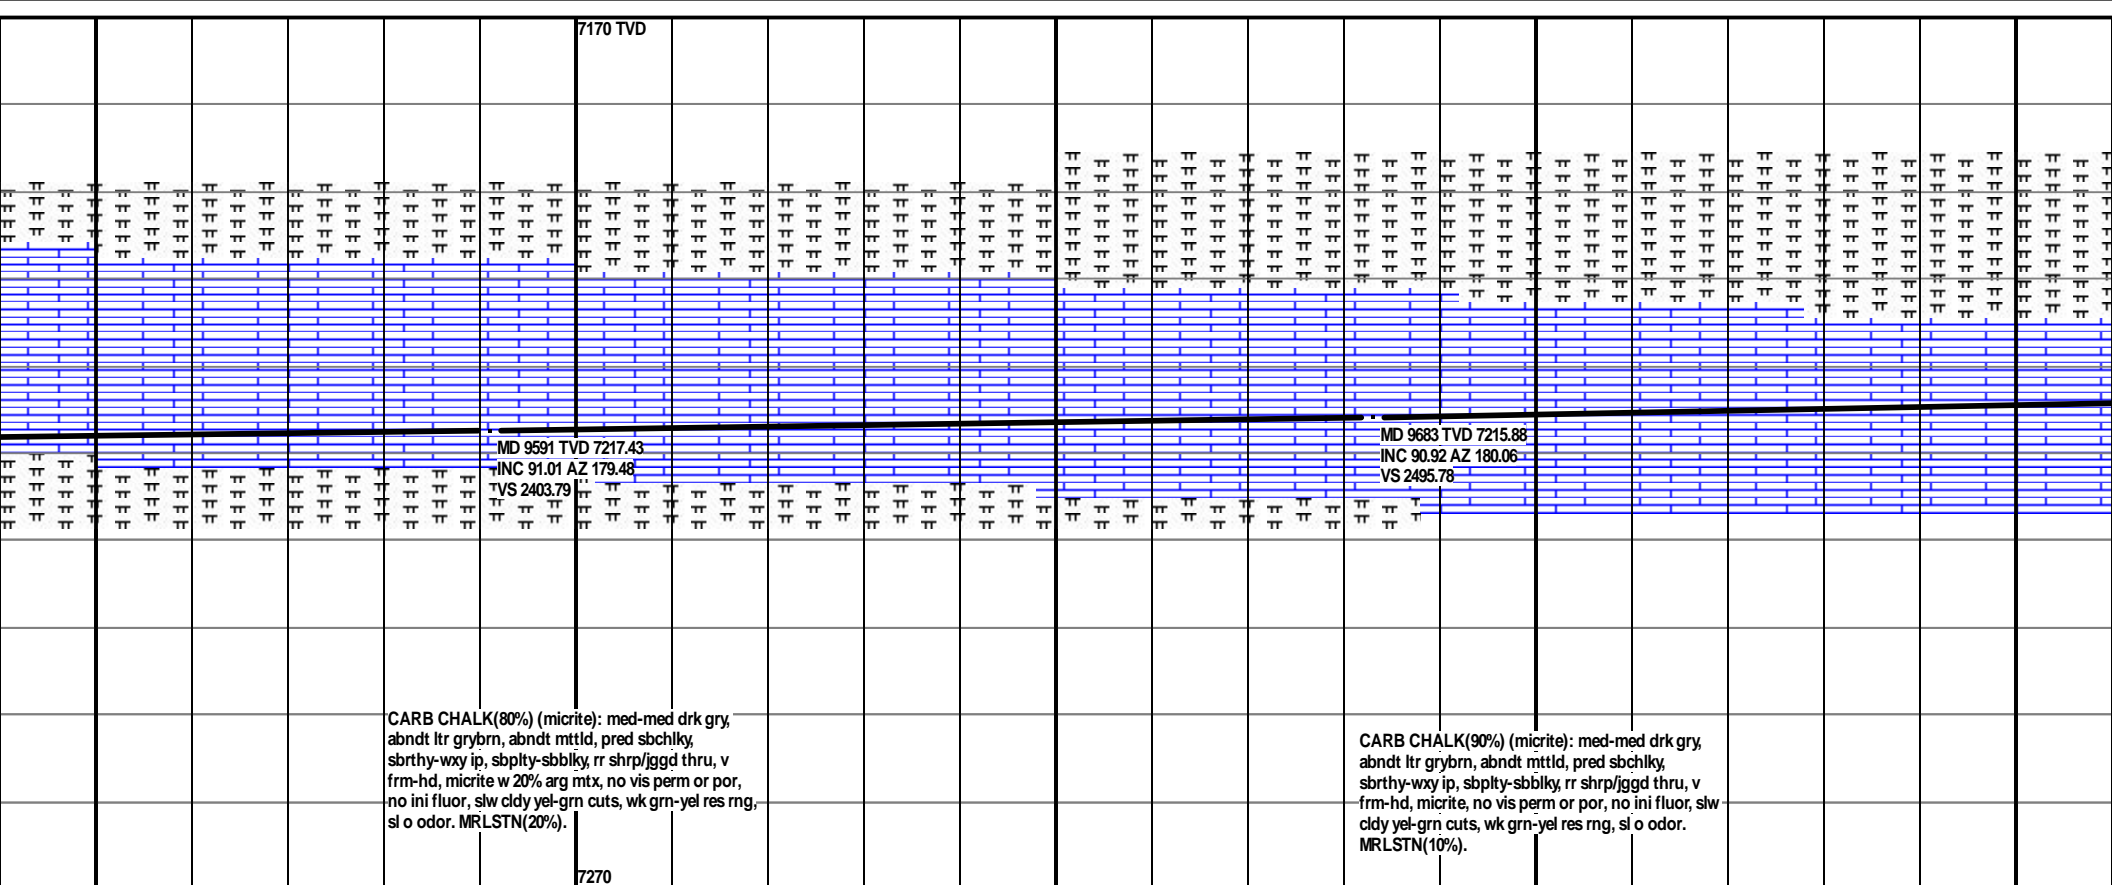 7170 TVD
MD 9591 TVD 7217.43
INC 91.01 AZ 179.48
VS 2403.79
MD 9683 TVD 7215.88
INC 90.92 AZ 180.06
VS 2495.78
CARB CHALK(80%) (micrite): med-med drk gry,
abndt ltr grybrn, abndt mttld, pred sbchlky,
sbrthy-wxy ip, sbplty-sbblky, rr shrp/jggd thru, v
frm-hd, micrite w 20% arg mtx, no vis perm or por,
no ini fluor, slw cldy yel-grn cuts, wk grn-yel res rng,
sl o odor. MRLSTN(20%).
CARB CHALK(90%) (micrite): med-med drk gry,
abndt ltr grybrn, abndt mttld, pred sbchlky,
sbrthy-wxy ip, sbplty-sbblky, rr shrp/jggd thru, v
frm-hd, micrite, no vis perm or por, no ini fluor, slw
cldy yel-grn cuts, wk grn-yel res rng, sl o odor.
MRLSTN(10%).
7270